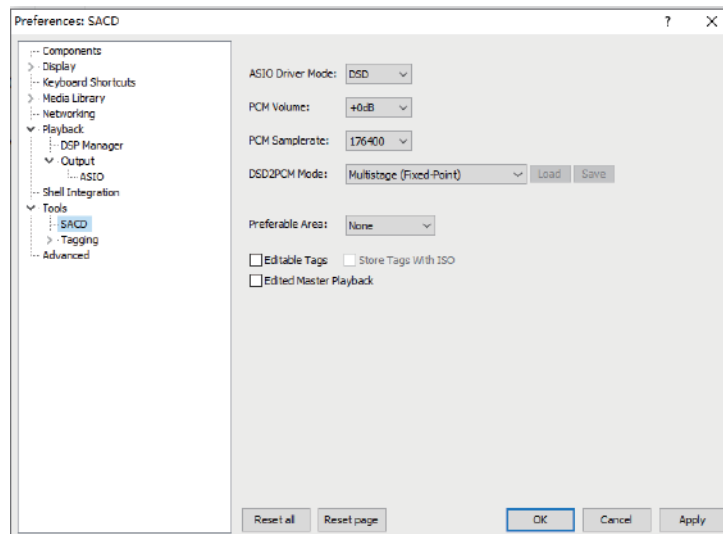 Preferences: SACD
?
X
Components
Display
Keyboard Shortcuts
Media Library
Networking
Playback
DSP Manager
Output
ASIO
Shell Integration
Tools
SACD
Tagging
Advanced
ASIO Driver Mode: DSD
PCM Volume: +0dB
PCM Samplerate: 176400
DSD2PCM Mode: Multistage (Fixed-Point) Load Save
Preferable Area: None
Editable Tags Store Tags With ISO
Edited Master Playback
Reset all Reset page OK Cancel Apply